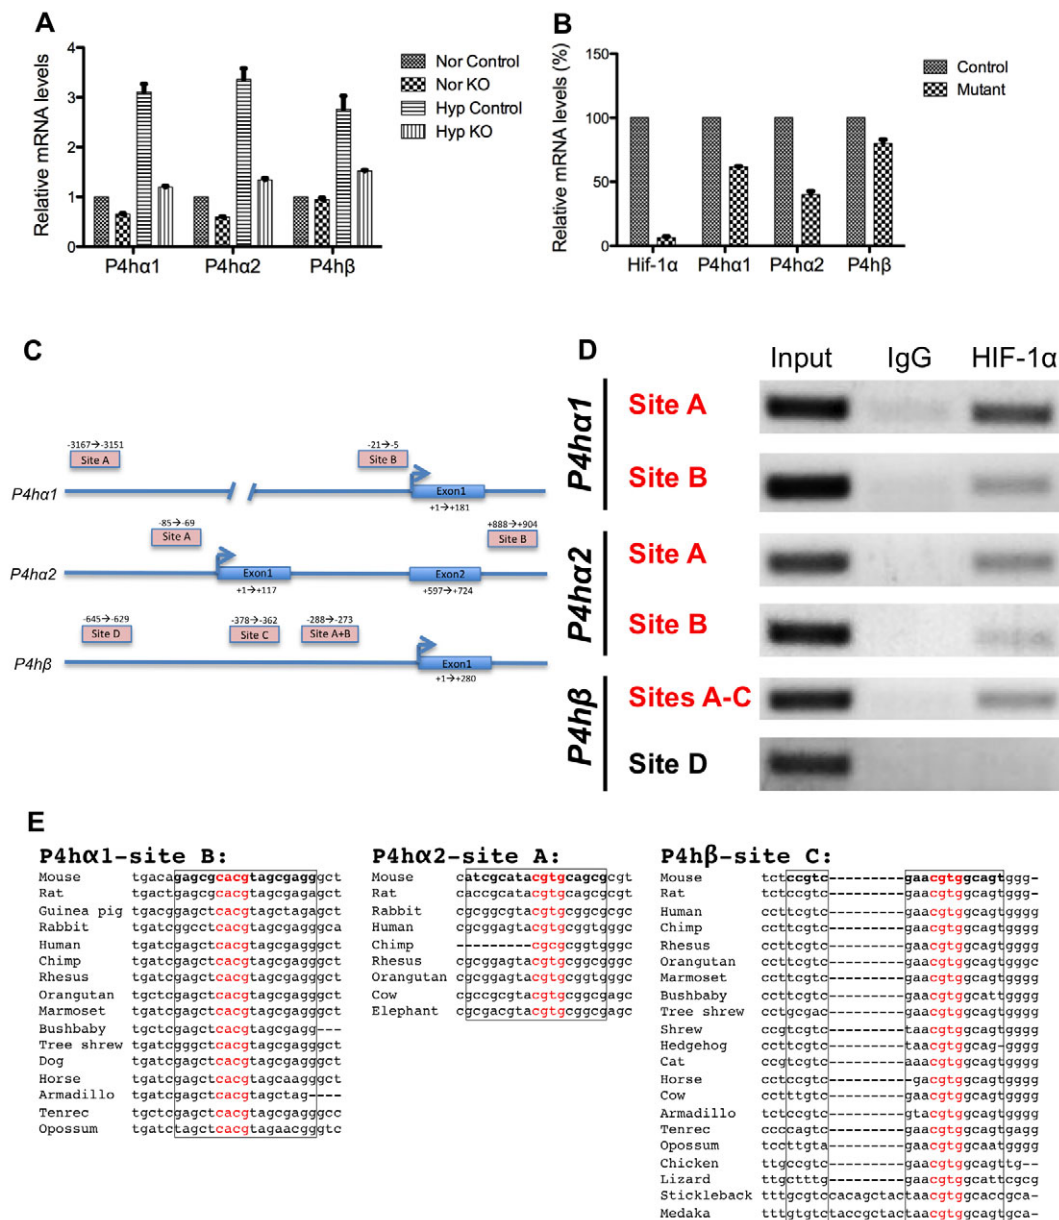 A
Relative mRNA levels
4
3
2
1
0
P4hα1 P4hα2 P4hβ
Nor Control
Nor KO
Hyp Control
Hyp KO
B
Relative mRNA levels (%)
150
100
50
0
Hif-1α P4hα1 P4hα2 P4hβ
Control
Mutant
C
-3167→-3151
Site A
-21→-5
Site B
P4hα1
Exon1
+1→+181
-85→-69
Site A
+888→+904
Site B
P4hα2
Exon1
Exon2
+1→+117
+597→+724
-645→-629
Site D
-378→-362
Site C
-288→-273
Site A+B
P4hβ
Exon1
+1→+280
D
Input IgG HIF-1α
P4hα1
Site A
Site B
P4hα2
Site A
Site B
P4hβ
Sites A-C
Site D
E
P4hα1-site B:
Mouse tgacagagcgcacgtagcgagggct
Rat tgactgagcgcacgtagcgagagct
Guinea pig tgacggagctcacgtagctagagct
Rabbit tgatcggcctcacgtagcgagggca
Human tgatcgagctcacgtagcgagggct
Chimp tgatcgagctcacgtagcgagggct
Rhesus tgatcgagctcacgtagcgagggct
Orangutan tgctcgagctcacgtagcgagggct
Marmoset tgatcgagctcacgtagcgagggct
Bushbaby tgctcgagctcacgtagcgagg---
Tree shrew tgatcgggctcacgtagcgagggct
Dog tgatcgagctcacgtagcgagggct
Horse tgatcgagctcacgtagcaagggct
Armadillo tgatcgagctcacgtagctag----
Tenrec tgctcgagctcacgtagcgagggcc
Opossum tgatctagctcacgtagaacgggtc
P4hα2-site A:
Mouse catcgcatacgtgcagcgcgt
Rat caccgcatacgtgcggcgcgt
Rabbit cgcggcgtacgtgcggcgcgc
Human cgcggagtacgtgcggtgggc
Chimp ---------cgcgcggtgggc
Rhesus cgcggagtacgtgcggcgggc
Orangutan cgcggagtacgtgcggtgggc
Cow cgccgcgtacgtgcggcgagc
Elephant cgcgacgtacgtgcggcgagc
P4hβ-site C:
Mouse tctccgtc----------gaacgtggcagtggg-
Rat tccttcgtc----------gaacgtggcagtggg-
Human ccttcgtc----------gaacgtggcagtgggg
Chimp ccttcgtc----------gaacgtggcagtgggg
Rhesus ccttcgtc----------gaacgtggcagtgggg
Orangutan cctttgtc----------gaacgtggcagtgggc
Marmoset ccttcgtc----------gaacgtggcagtgggg
Bushbaby ccttcgtc----------gaacgtggcattgggg
Tree shrew cctgcgac----------gaacgtggcagtgggg
Shrew ccgtcgtc----------taacgtggcagtgggg
Hedgehog ctctcgtc----------taacgtggcag-gggg
Cat ccgtcgtc----------aaacgtggcagtgggg
Horse cctccgtc-----------gacgtggcagtgggg
Cow cctttgtc----------gaacgtggcagtgggg
Armadillo tctccgtc----------gtacgtggcagtgggg
Tenrec ccccagtc----------gaacgtggcagtgagg
Opossum tccttgta----------gaacgtggcaatgggg
Chicken ttgccgtc----------gaacgtggcagttg--
Lizard ttgctttg----------gaacgtggcattcgcg
Stickleback tttgcgtccacagctactaacgtggcaccgca-
Medaka tttgtgtctaccgctactaacgtggcagtgca-